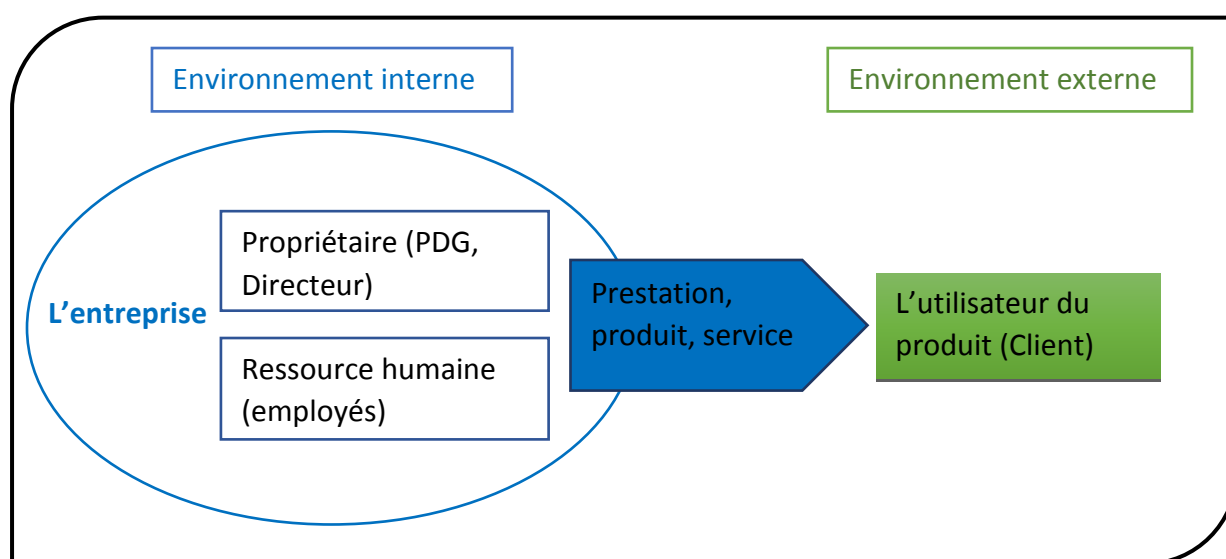 Environnement interne
Environnement externe
Propriétaire (PDG,
Directeur)
L’entreprise
Ressource humaine
(employés)
Prestation,
produit, service
L’utilisateur du
produit (Client)